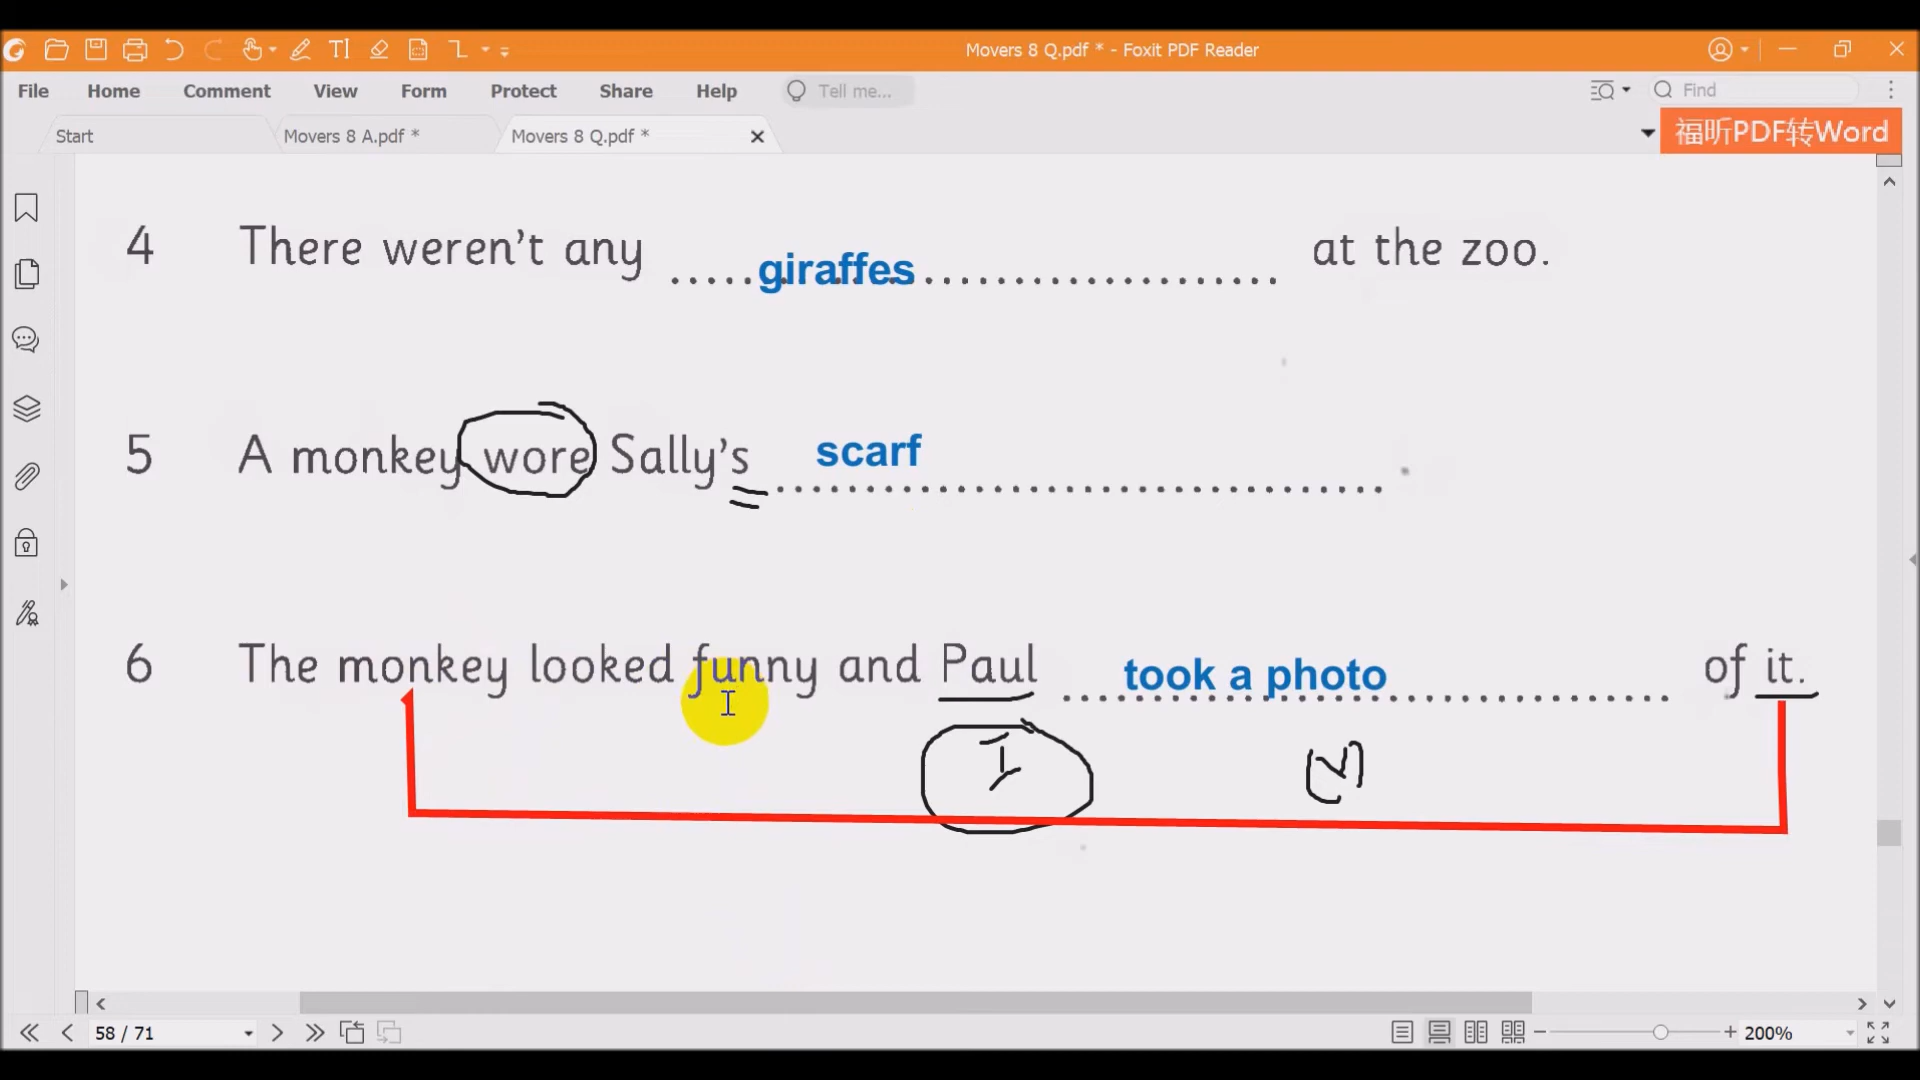 Movers 8 Q.pdf * - Foxit PDF Reader
File Home Comment View Form Protect Share Help Tell me... Find
Start Movers 8 A.pdf * Movers 8 Q.pdf * 福昕PDF转Word
4 There weren't any giraffes at the zoo.
5 A monkey wore Sally's scarf .
6 The monkey looked funny and Paul took a photo of it.
58 / 71 200%